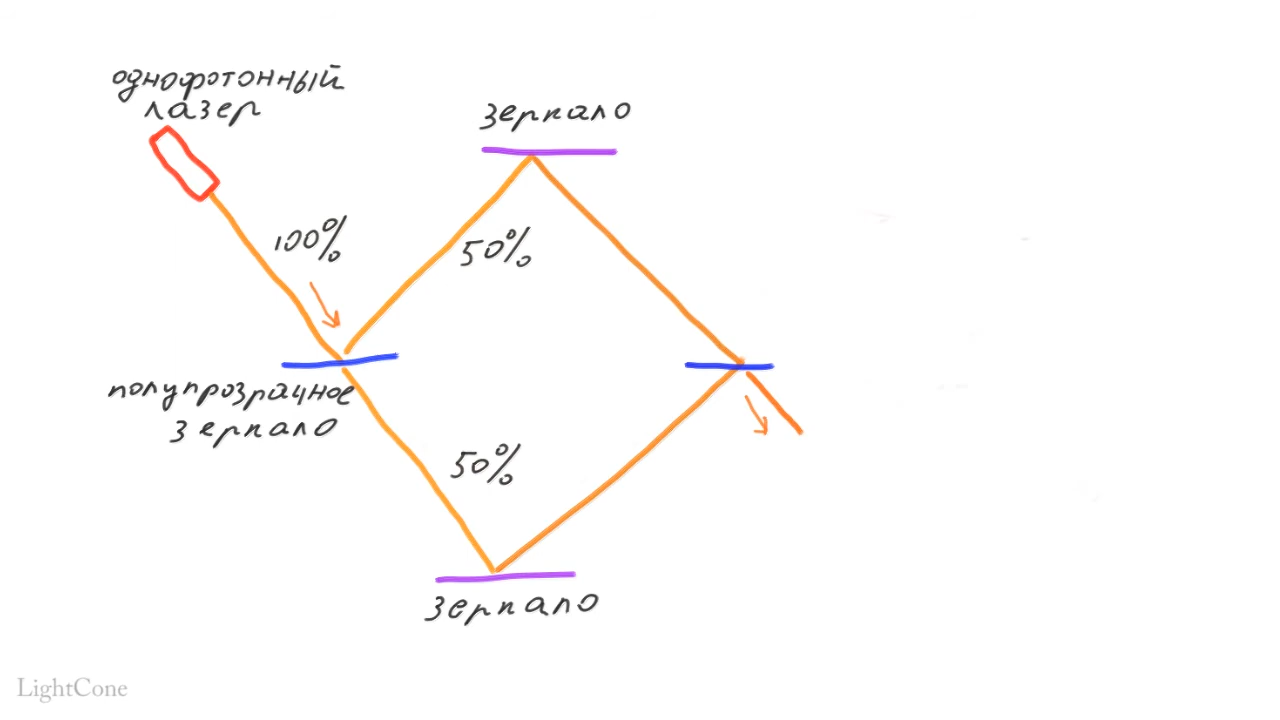 однофотонный
лазер
зеркало
100%
50%
полупрозрачное
зеркало
50%
зеркало
LightCone